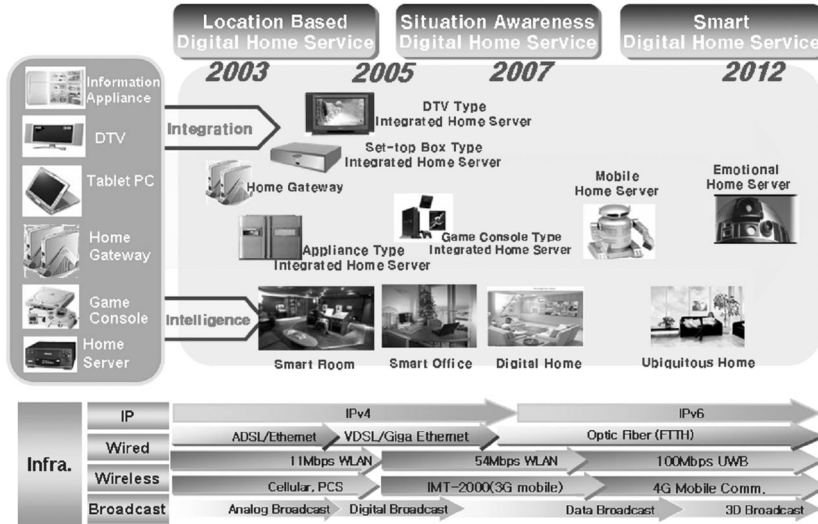 Location Based
Digital Home Service
Situation Awareness
Digital Home Service
Smart
Digital Home Service
2003
2005
2007
2012
Information
Appliance
DTV
Tablet PC
Home
Gateway
Game
Console
Home
Server
Integration
Intelligence
DTV Type
Integrated Home Server
Set-top Box Type
Integrated Home Server
Home Gateway
Appliance Type
Integrated Home Server
Game Console Type
Integrated Home Server
Mobile
Home Server
Emotional
Home Server
Smart Room
Smart Office
Digital Home
Ubiquitous Home
Infra.
IP
IPv4
IPv6
Wired
ADSL/Ethernet
VDSL/Giga Ethernet
Optic Fiber (FTTH)
Wireless
11Mbps WLAN
54Mbps WLAN
100Mbps UWB
Cellular, PCS
IMT-2000(3G mobile)
4G Mobile Comm.
Broadcast
Analog Broadcast
Digital Broadcast
Data Broadcast
3D Broadcast